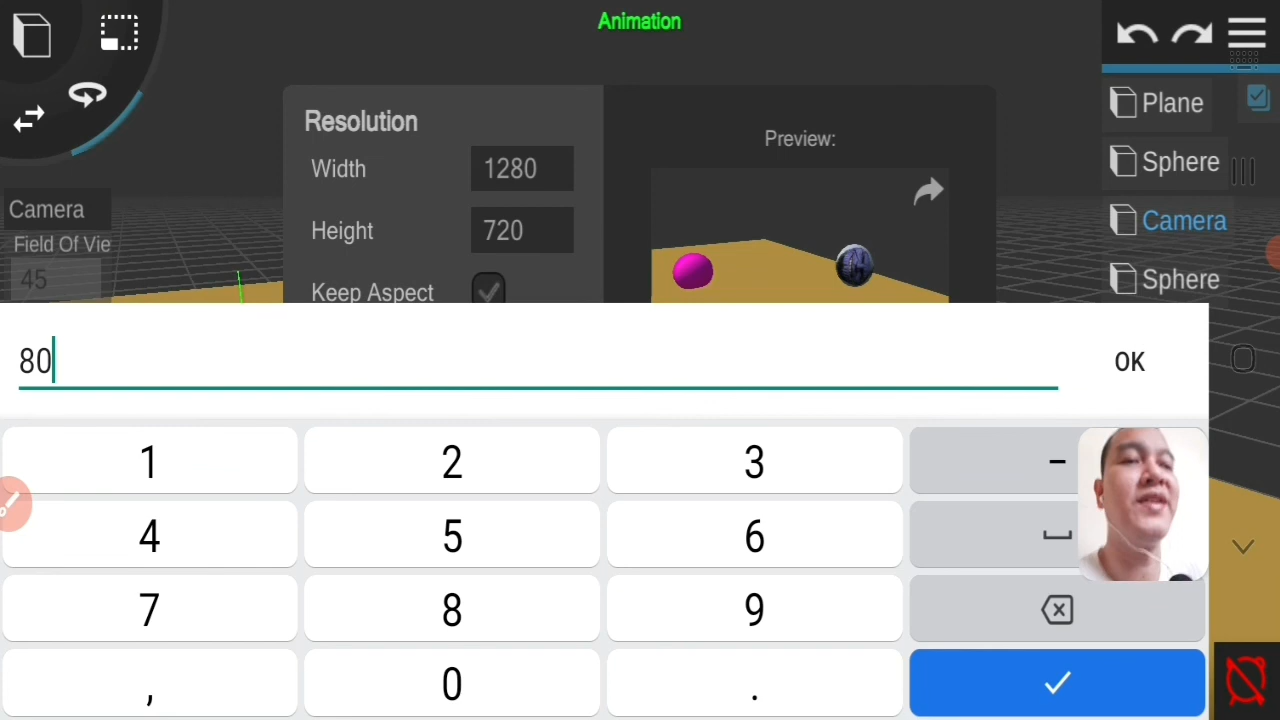 Animation
Resolution
Width 1280
Height 720
Keep Aspect
Preview:
Plane
Sphere
Camera
Sphere
Camera
Field Of Vie
45
80
OK
1 2 3 –
4 5 6
7 8 9
, 0 .